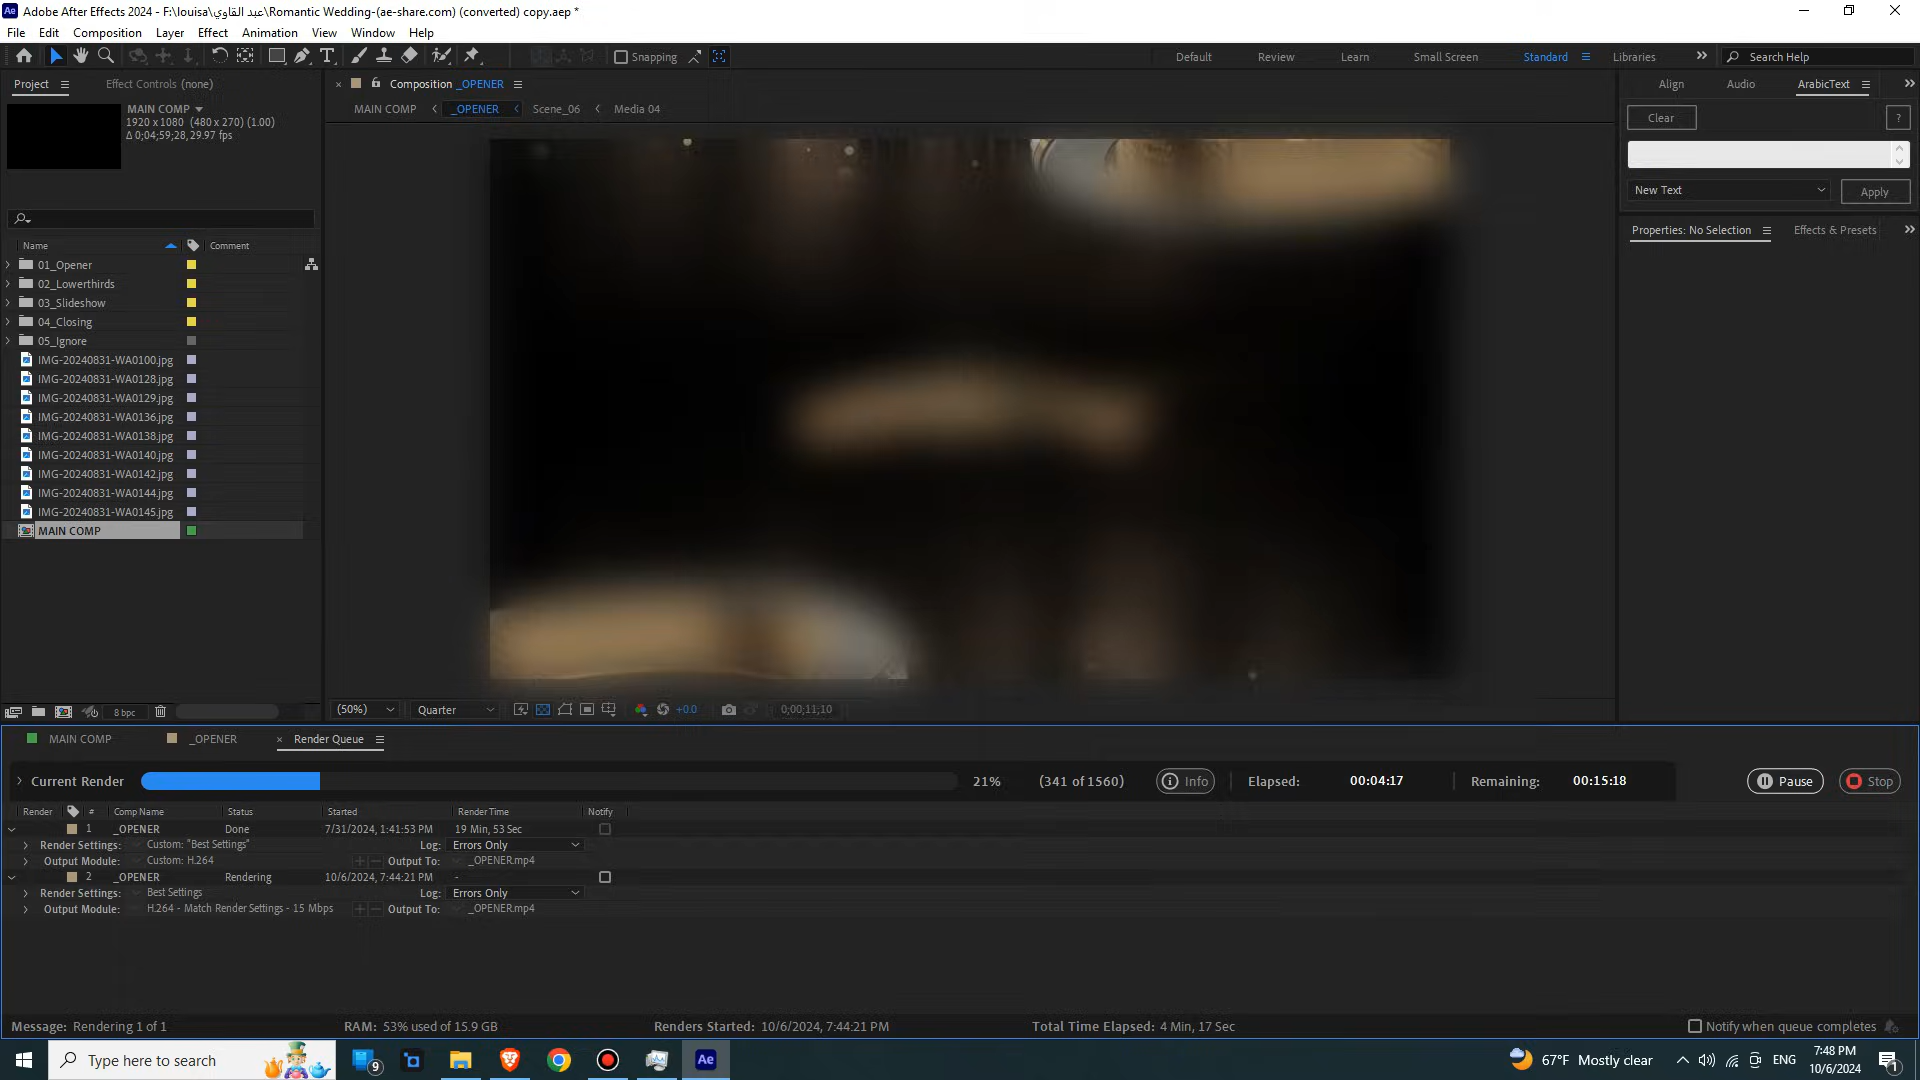 Adobe After Effects 2024 - F:\louisa\عبد القاوي\Romantic Wedding-(ae-share.com) (converted) copy.aep *
File Edit Composition Layer Effect Animation View Window Help
Snapping
Default Review Learn Small Screen Standard Libraries Search Help
Project Effect Controls (none)
Composition _OPENER
Align Audio ArabicText
MAIN COMP
1920 x 1080 (480 x 270) (1.00)
Δ 0;04;59;28, 29.97 fps
MAIN COMP _OPENER Scene_06 Media 04
Clear ?
New Text Apply
Properties: No Selection Effects & Presets
Name Comment
01_Opener
02_Lowerthirds
03_Slideshow
04_Closing
05_Ignore
IMG-20240831-WA0100.jpg
IMG-20240831-WA0128.jpg
IMG-20240831-WA0129.jpg
IMG-20240831-WA0136.jpg
IMG-20240831-WA0138.jpg
IMG-20240831-WA0140.jpg
IMG-20240831-WA0142.jpg
IMG-20240831-WA0144.jpg
IMG-20240831-WA0145.jpg
MAIN COMP
8 bpc
(50%) Quarter +0.0 0;00;11;10
MAIN COMP _OPENER Render Queue
Current Render 21% (341 of 1560) Info Elapsed: 00:04:17 Remaining: 00:15:18 Pause Stop
Render # Comp Name Status Started Render Time Notify
1 _OPENER Done 7/31/2024, 1:41:53 PM 19 Min, 53 Sec
Render Settings: Custom: "Best Settings" Log: Errors Only
Output Module: Custom: H.264 Output To: _OPENER.mp4
2 _OPENER Rendering 10/6/2024, 7:44:21 PM -
Render Settings: Best Settings Log: Errors Only
Output Module: H.264 - Match Render Settings - 15 Mbps Output To: _OPENER.mp4
Message: Rendering 1 of 1 RAM: 53% used of 15.9 GB Renders Started: 10/6/2024, 7:44:21 PM Total Time Elapsed: 4 Min, 17 Sec Notify when queue completes
Type here to search 9 Ae 67°F Mostly clear ENG 7:48 PM
10/6/2024 1